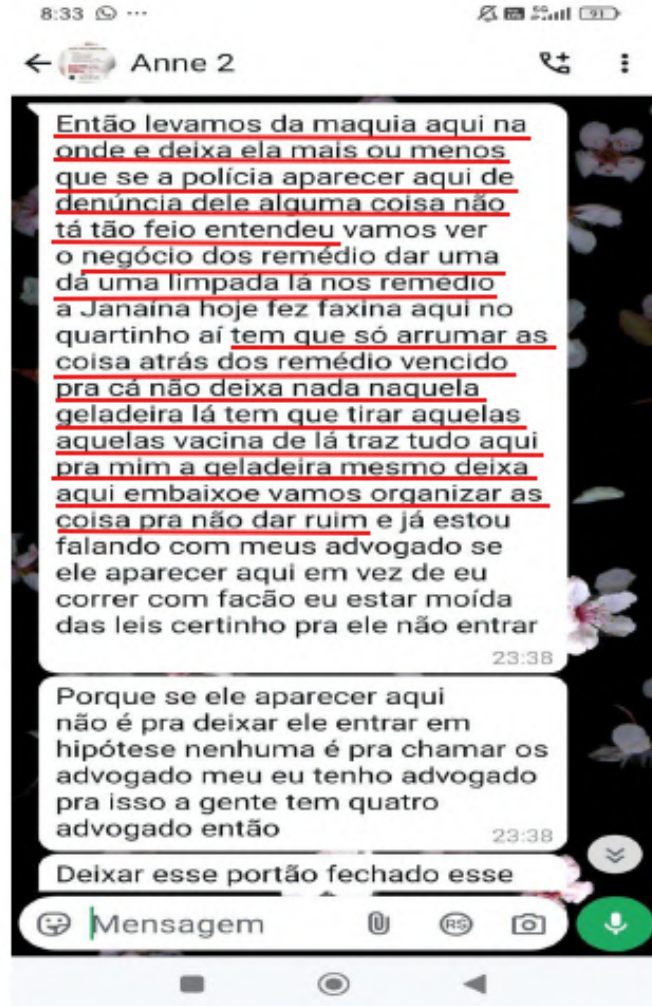 8:33 ...
5G 91
Anne 2
Então levamos da maquia aqui na
onde e deixa ela mais ou menos
que se a polícia aparecer aqui de
denúncia dele alguma coisa não
tá tão feio entendeu vamos ver
o negócio dos remédio dar uma
dá uma limpada lá nos remédio
a Janaína hoje fez faxina aqui no
quartinho aí tem que só arrumar as
coisa atrás dos remédio vencido
pra cá não deixa nada naquela
geladeira lá tem que tirar aquelas
aquelas vacina de lá traz tudo aqui
pra mim a geladeira mesmo deixa
aqui embaixoe vamos organizar as
coisa pra não dar ruim e já estou
falando com meus advogado se
ele aparecer aqui em vez de eu
correr com facão eu estar moída
das leis certinho pra ele não entrar
23:38
Porque se ele aparecer aqui
não é pra deixar ele entrar em
hipótese nenhuma é pra chamar os
advogado meu eu tenho advogado
pra isso a gente tem quatro
advogado então
23:38
Deixar esse portão fechado esse
Mensagem